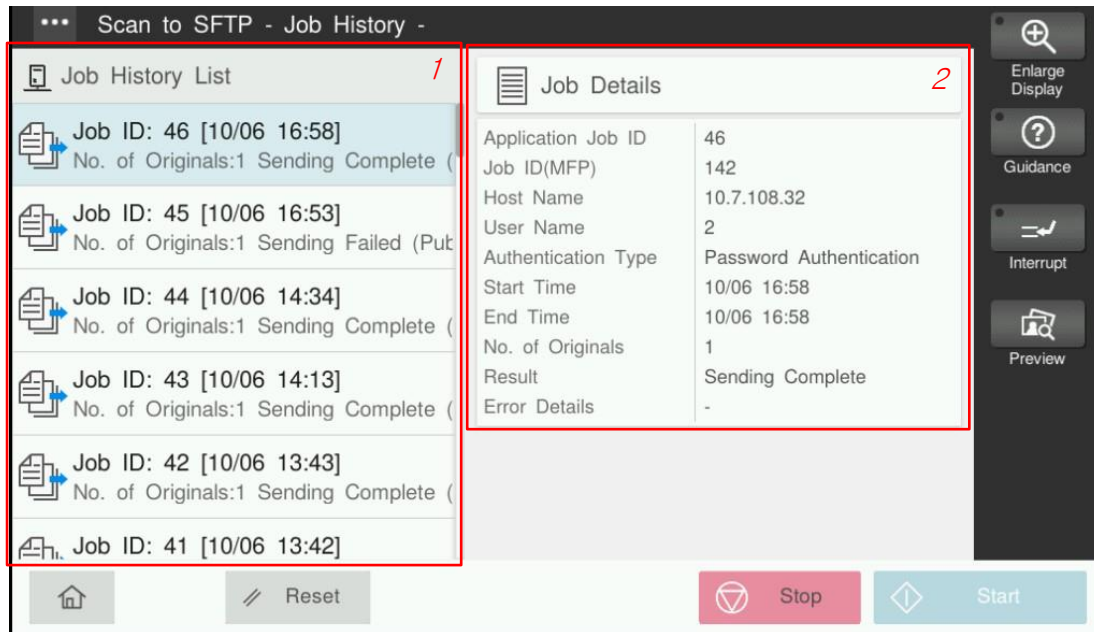 Scan to SFTP - Job History -
1
Job History List
Job ID: 46 [10/06 16:58]
No. of Originals:1 Sending Complete (
Job ID: 45 [10/06 16:53]
No. of Originals:1 Sending Failed (Pub
Job ID: 44 [10/06 14:34]
No. of Originals:1 Sending Complete (
Job ID: 43 [10/06 14:13]
No. of Originals:1 Sending Complete (
Job ID: 42 [10/06 13:43]
No. of Originals:1 Sending Complete (
Job ID: 41 [10/06 13:42]
2
Job Details
Application Job ID 46
Job ID(MFP) 142
Host Name 10.7.108.32
User Name 2
Authentication Type Password Authentication
Start Time 10/06 16:58
End Time 10/06 16:58
No. of Originals 1
Result Sending Complete
Error Details -
Enlarge
Display
Guidance
Interrupt
Preview
Reset
Stop
Start